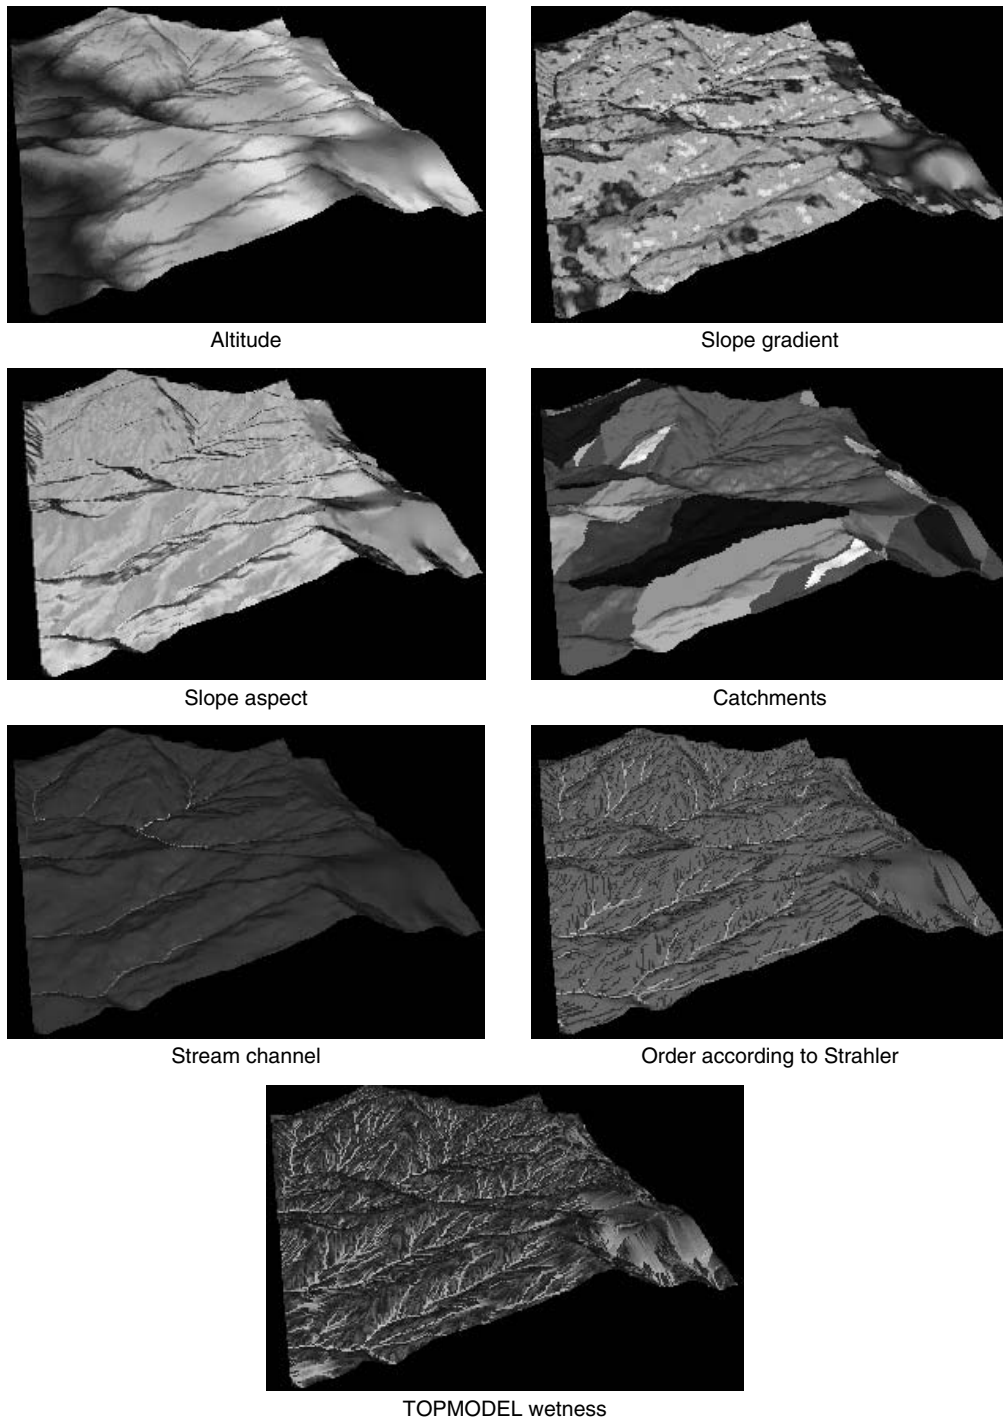 Altitude
Slope gradient
Slope aspect
Catchments
Stream channel
Order according to Strahler
TOPMODEL wetness